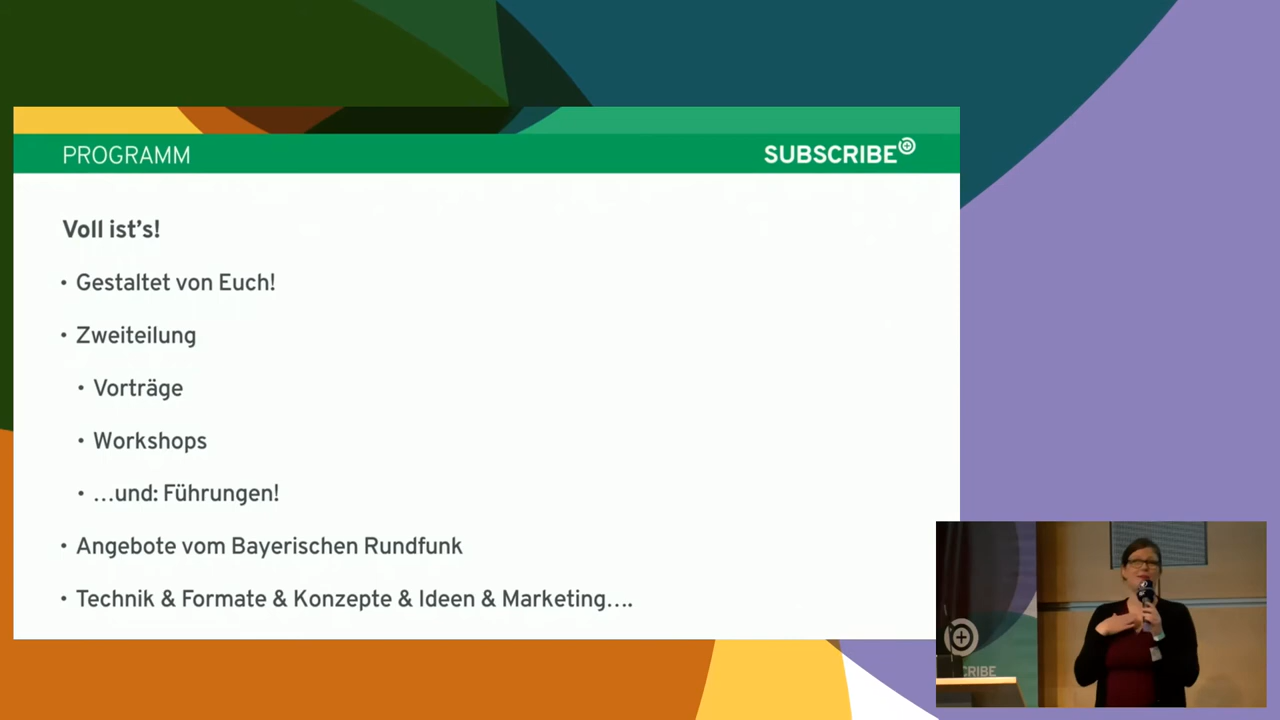 PROGRAMM
SUBSCRIBE
Voll ist’s!
• Gestaltet von Euch!
• Zweiteilung
• Vorträge
• Workshops
• …und: Führungen!
• Angebote vom Bayerischen Rundfunk
• Technik & Formate & Konzepte & Ideen & Marketing….
CRIBE